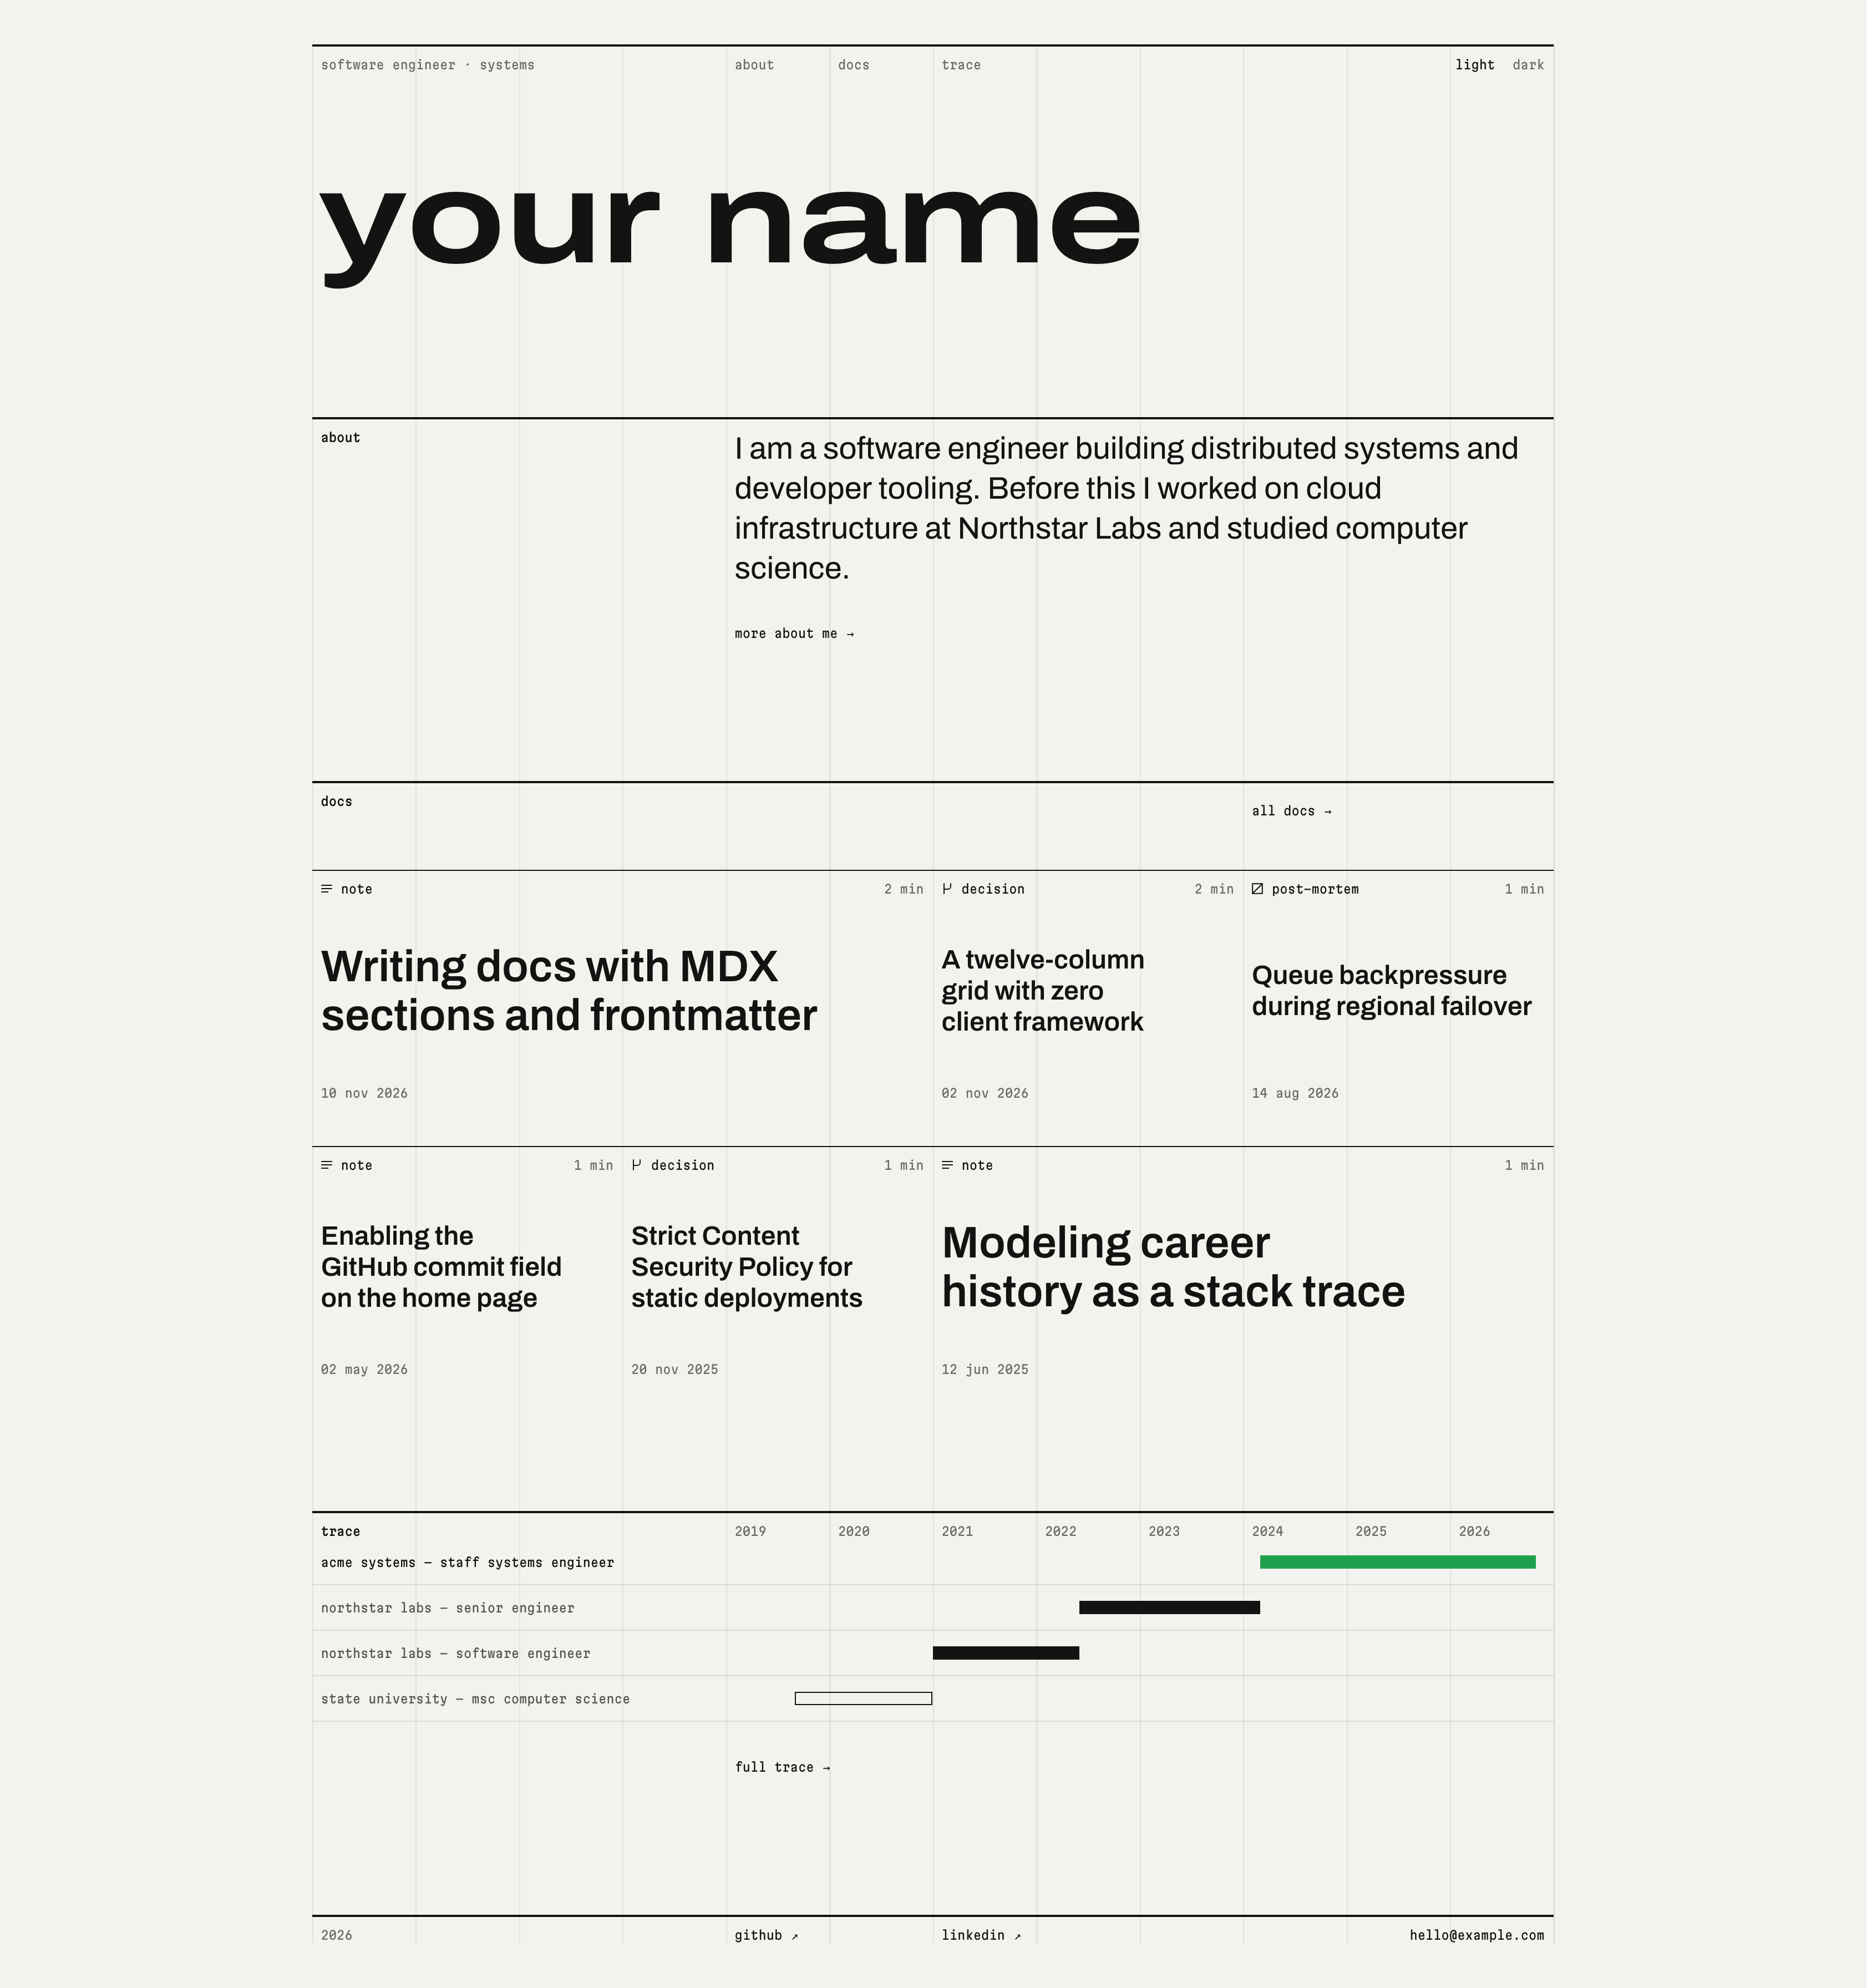 software engineer · systems about docs trace light dark
your name
about
I am a software engineer building distributed systems and
developer tooling. Before this I worked on cloud
infrastructure at Northstar Labs and studied computer
science.
more about me →
docs
all docs →
note 2 min
Writing docs with MDX
sections and frontmatter
10 nov 2026
decision 2 min
A twelve-column
grid with zero
client framework
02 nov 2026
post-mortem 1 min
Queue backpressure
during regional failover
14 aug 2026
note 1 min
Enabling the
GitHub commit field
on the home page
02 may 2026
decision 1 min
Strict Content
Security Policy for
static deployments
20 nov 2025
note 1 min
Modeling career
history as a stack trace
12 jun 2025
trace 2019 2020 2021 2022 2023 2024 2025 2026
acme systems — staff systems engineer
northstar labs — senior engineer
northstar labs — software engineer
state university — msc computer science
full trace →
2026 github ↗ linkedin ↗ hello@example.com